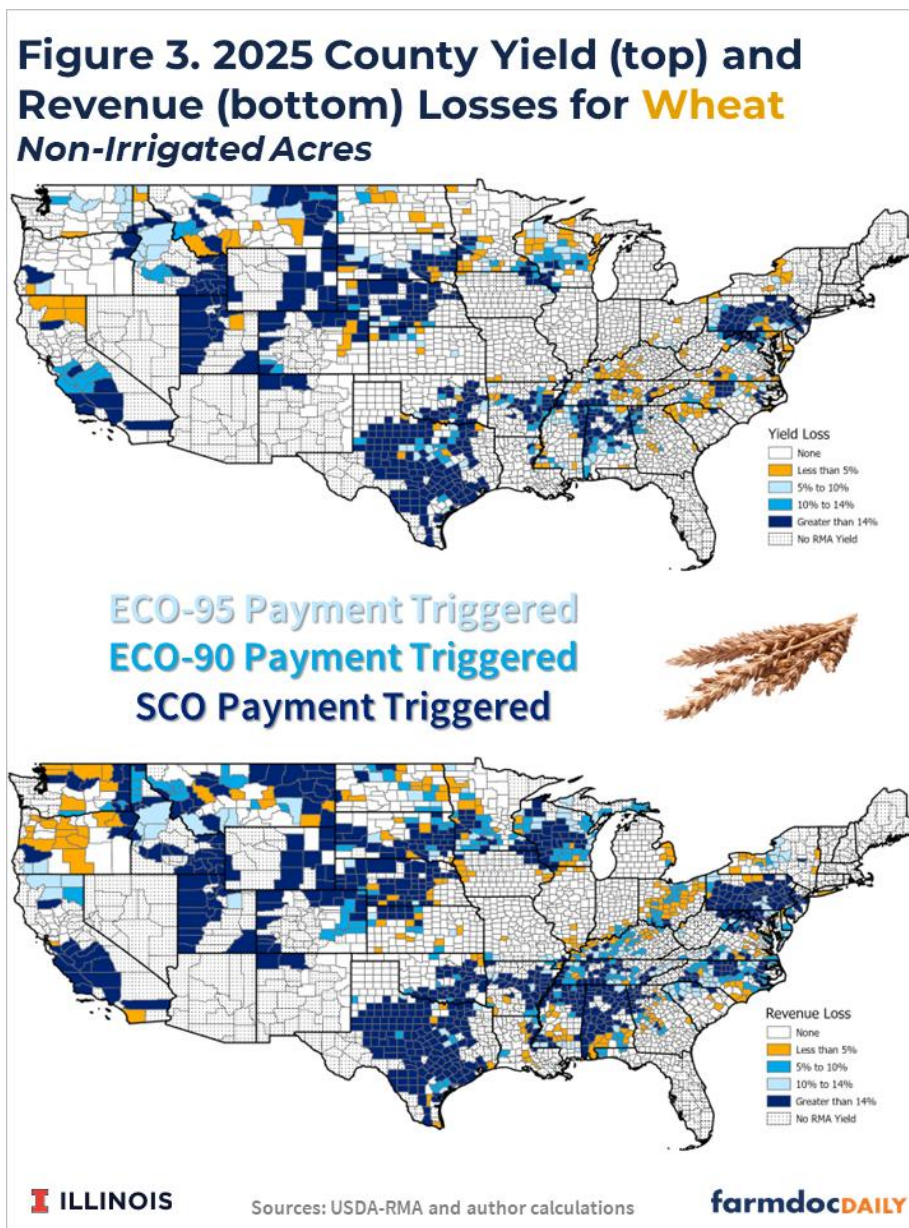 Figure 3. 2025 County Yield (top) and
Revenue (bottom) Losses for Wheat
Non-Irrigated Acres
Yield Loss
None
Less than 5%
5% to 10%
10% to 14%
Greater than 14%
No RMA Yield
ECO-95 Payment Triggered
ECO-90 Payment Triggered
SCO Payment Triggered
Revenue Loss
None
Less than 5%
5% to 10%
10% to 14%
Greater than 14%
No RMA Yield
I ILLINOIS
Sources: USDA-RMA and author calculations
farmdocDAILY